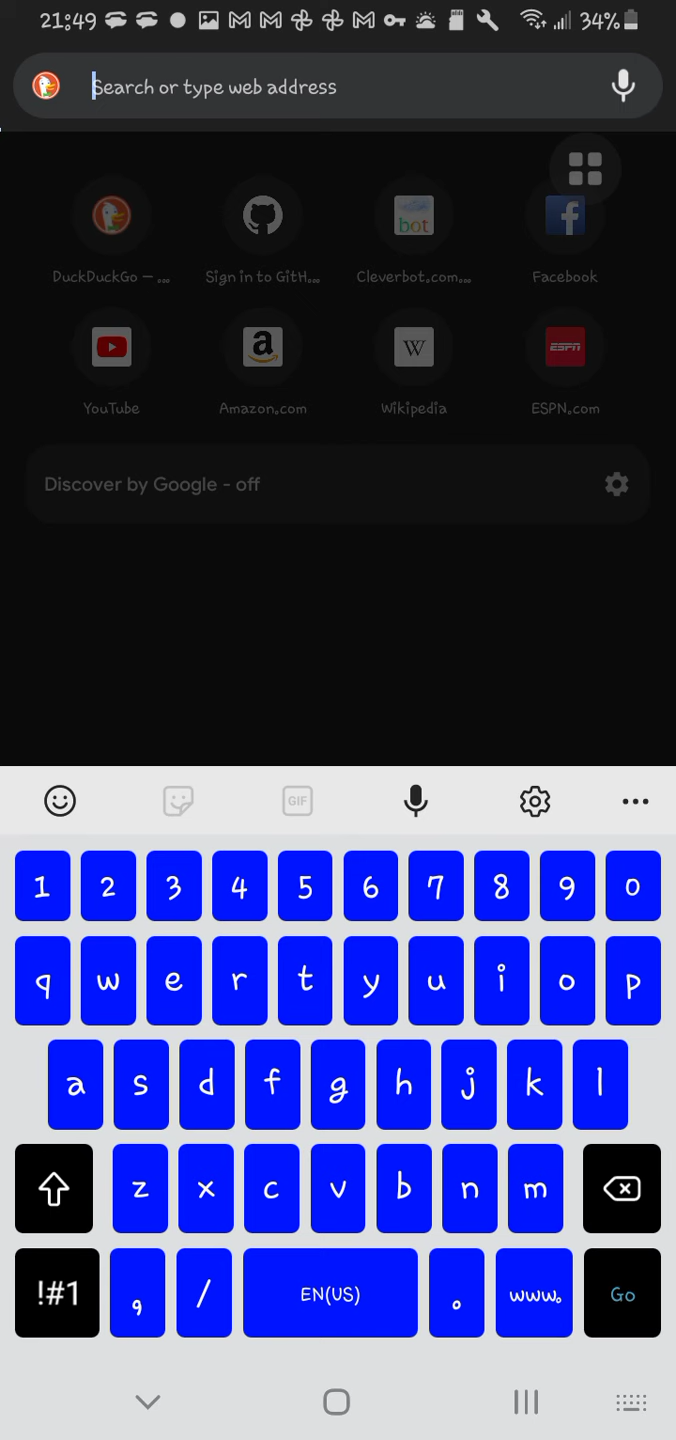 21:49 34%
Search or type web address
DuckDuckGo — ... Sign in to GitH... Cleverbot.com... Facebook
YouTube Amazon.com Wikipedia ESPN.com
Discover by Google - off
GIF
1 2 3 4 5 6 7 8 9 0
q w e r t y u i o p
a s d f g h j k l
z x c v b n m
!#1 , / EN(US) . www. Go